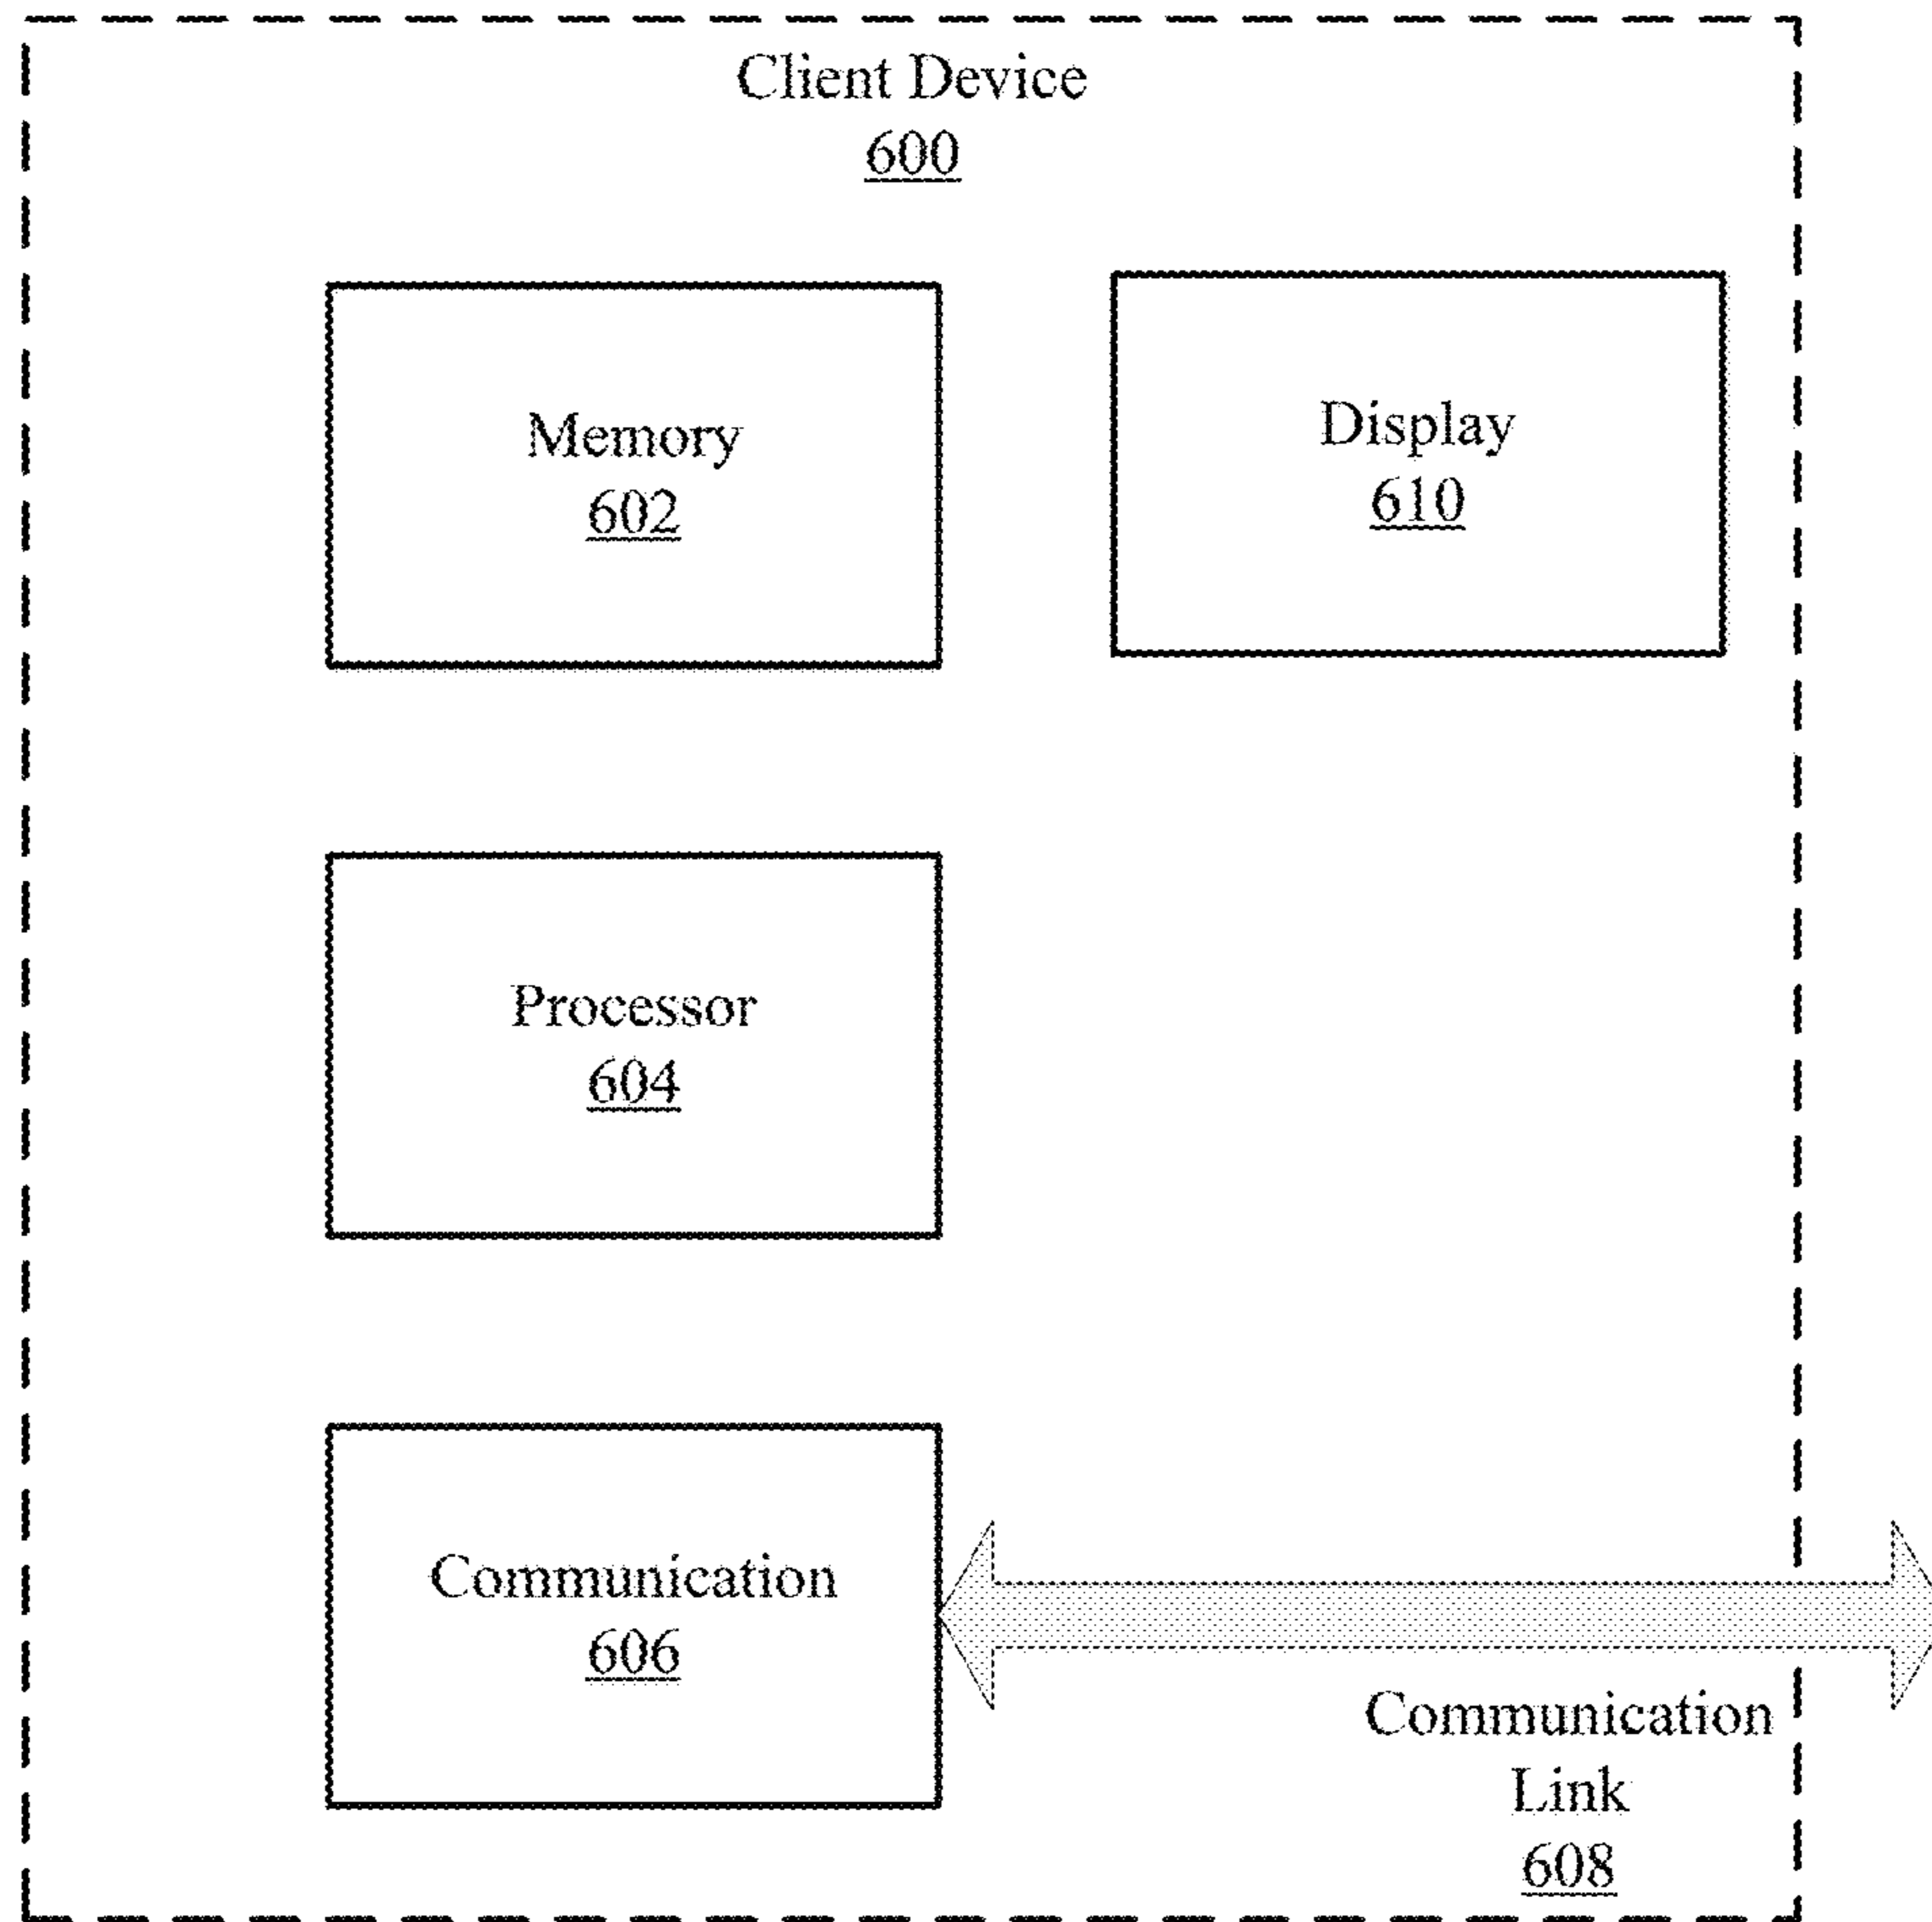 Client Device
600
Memory
602
Display
610
Processor
604
Communication
606
Communication
Link
608